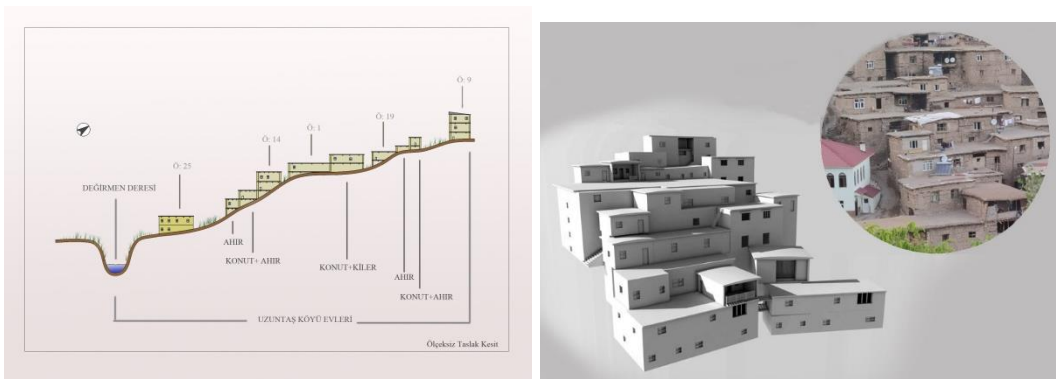 Ö: 9
Ö: 19
Ö: 1
Ö: 14
Ö: 25
DEĞİRMEN DERESİ
AHIR
KONUT+ AHIR
KONUT+KİLER
AHIR
KONUT+AHIR
UZUNTAŞ KÖYÜ EVLERİ
Ölçeksiz Taslak Kesit